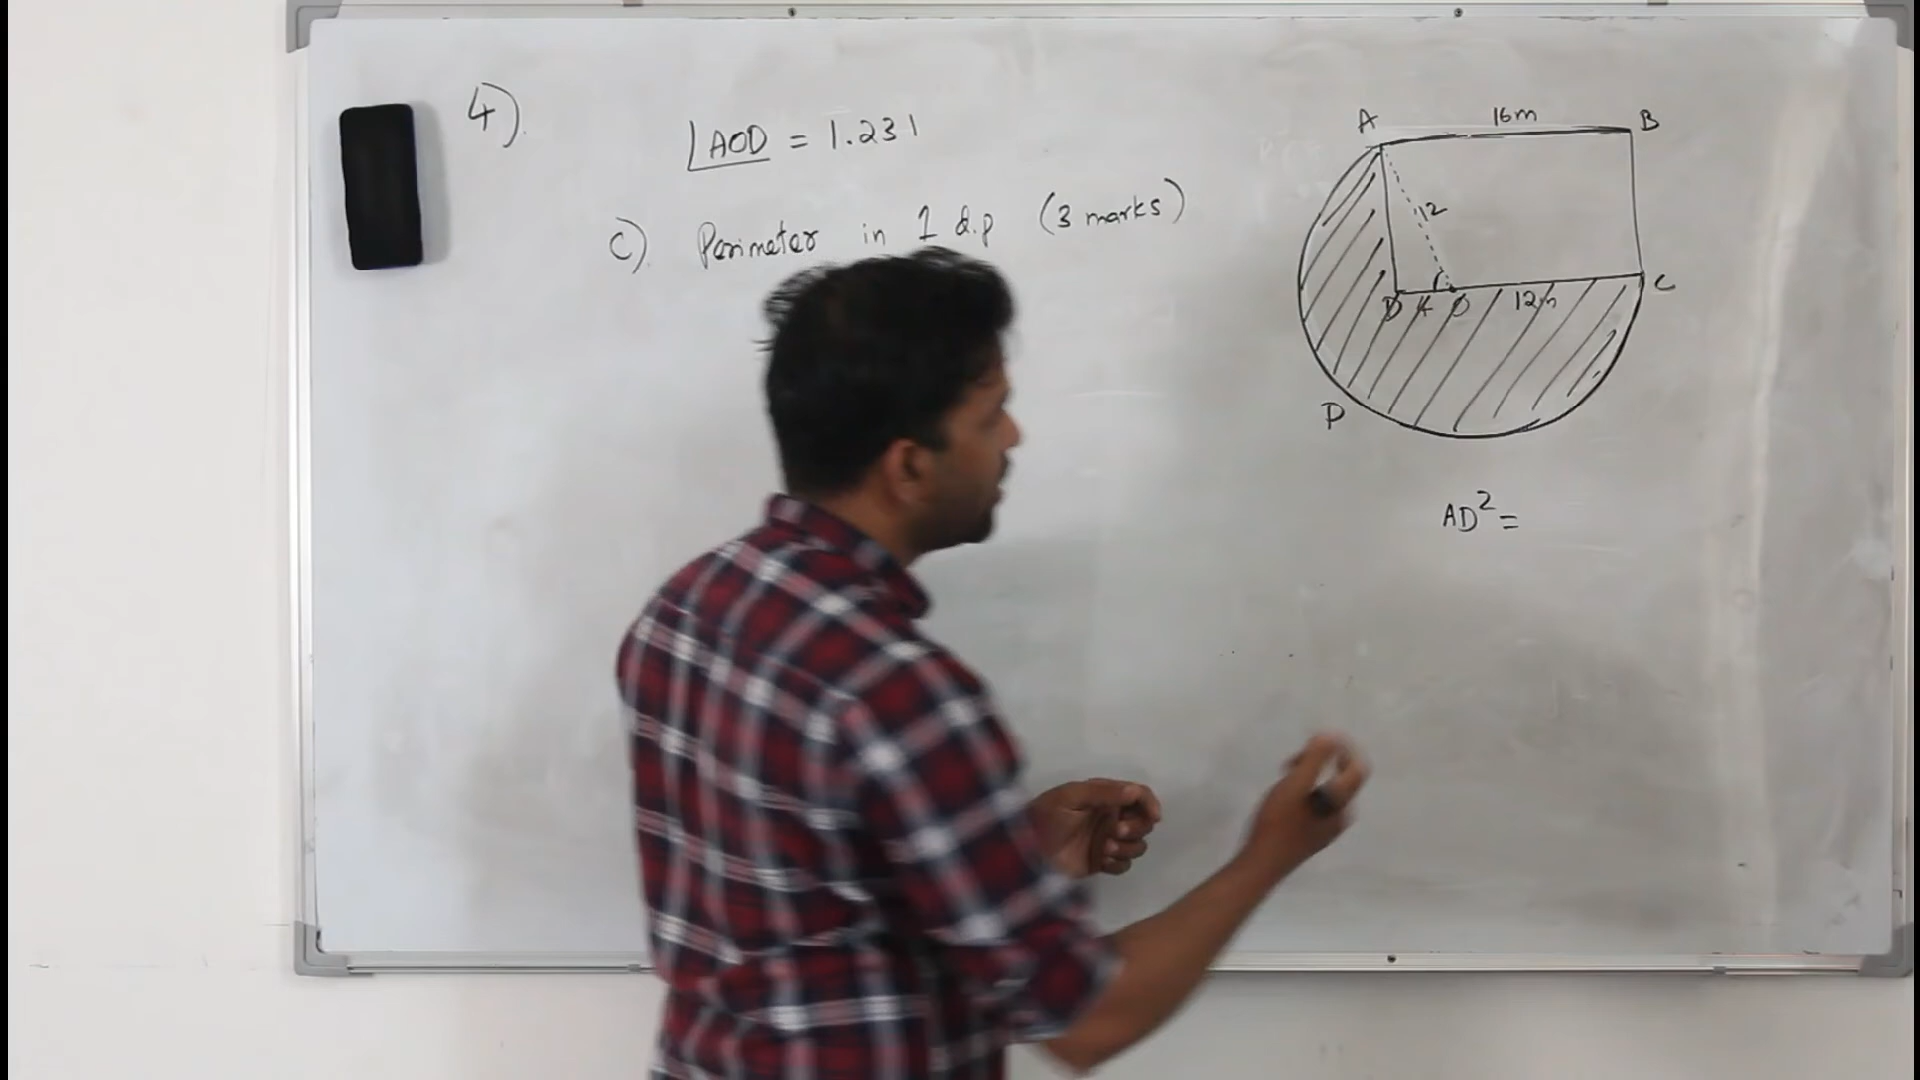 4).
∠AOD = 1.231
C). Perimeter in 1 d.p (3 marks)
A 16m B
12
D 4 O 12m C
P
AD² =